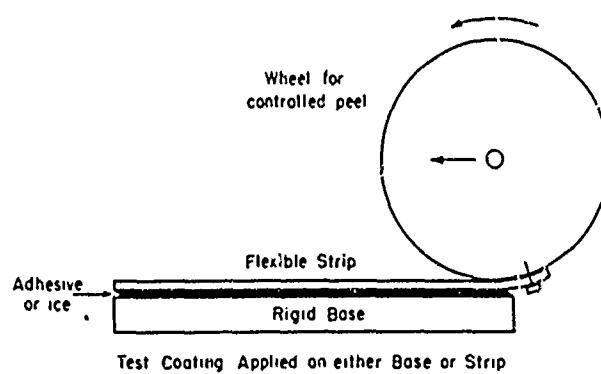 Wheel for
controlled peel
Flexible Strip
Adhesive
or ice
Rigid Base
Test Coating Applied on either Base or Strip